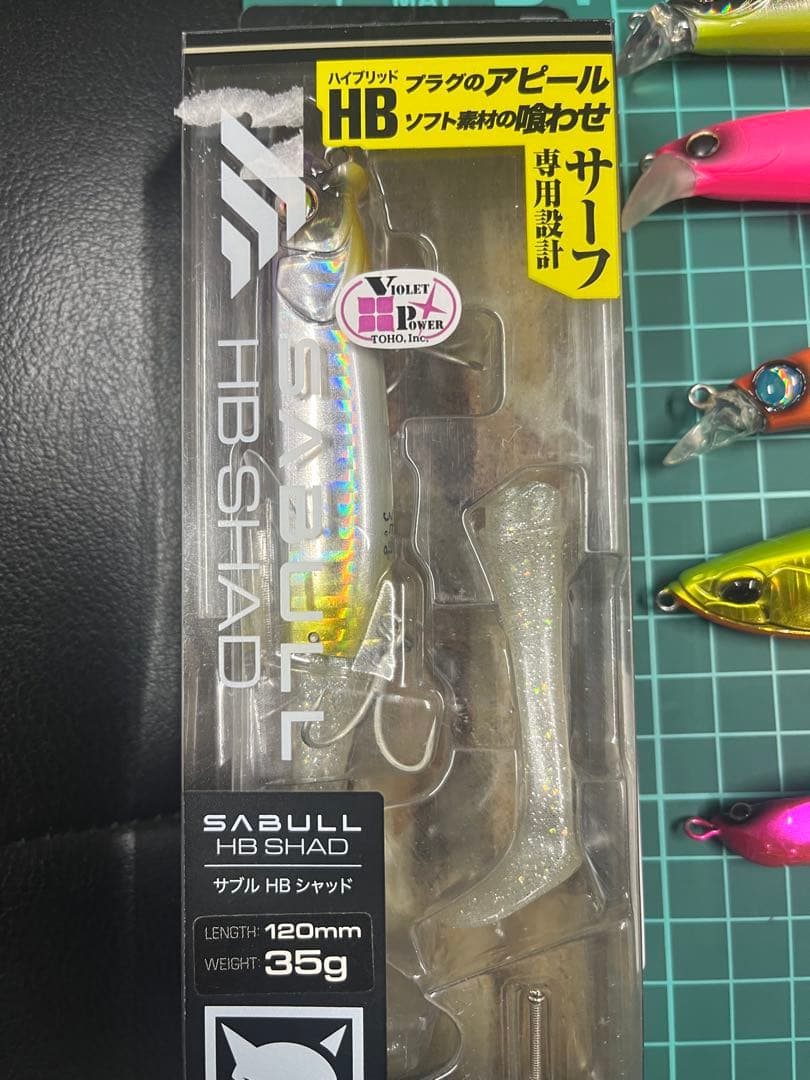 ハイブリッド
HB
プラグのアピール
ソフト素材の喰わせ
サーフ
専用設計
VIOLET
POWER
TOHO, Inc.
SABULL
HB SHAD
SABULL
HB SHAD
サブル HB シャッド
LENGTH: 120mm
WEIGHT: 35g